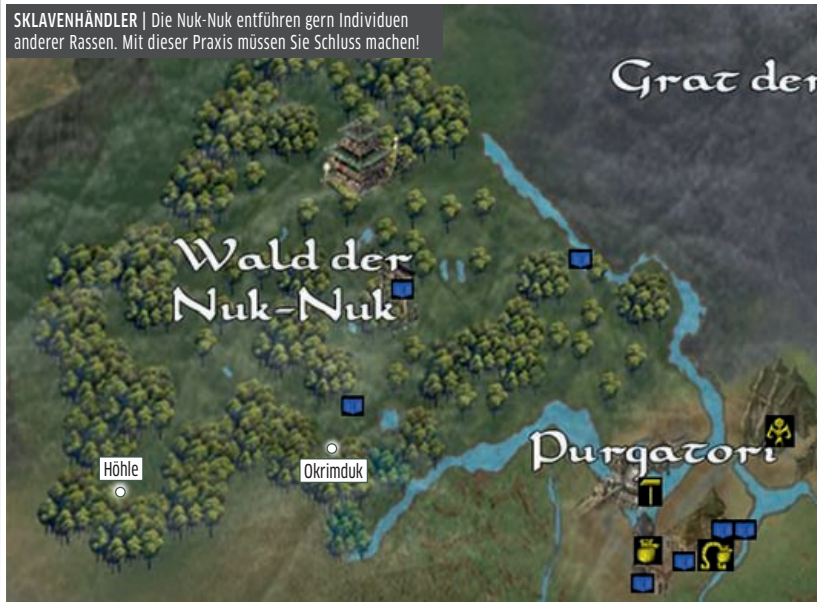 SKLAVENHÄNDLER | Die Nuk-Nuk entführen gern Individuen
anderer Rassen. Mit dieser Praxis müssen Sie Schluss machen!
Grat der
Wald der
Nuk-Nuk
Purgatori
Höhle
Okrimduk